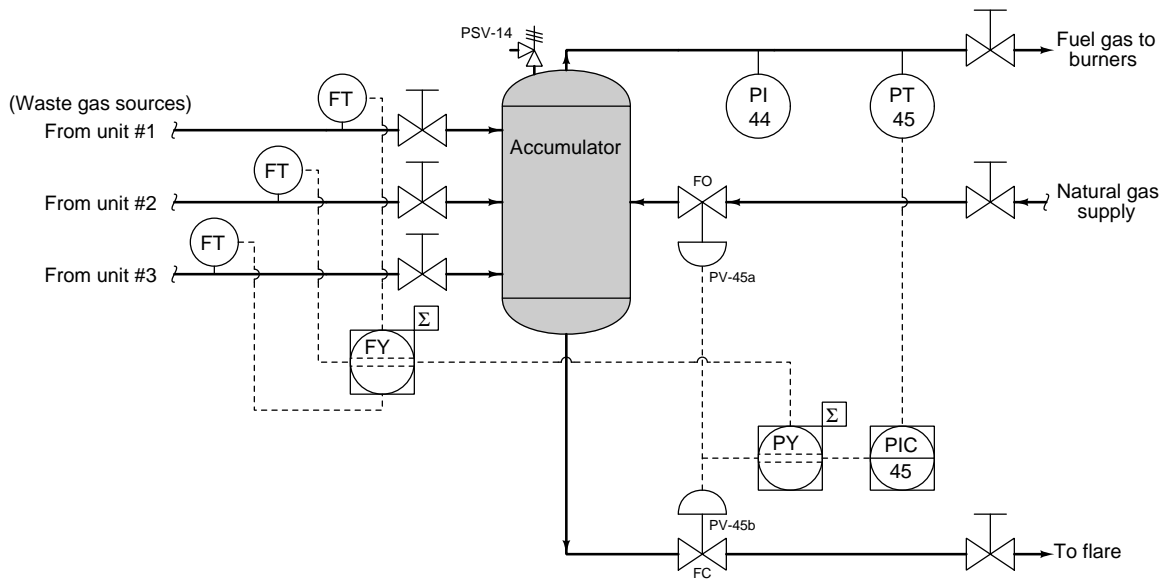 PSV-14
Fuel gas to
burners
(Waste gas sources)
FT
PI
44
PT
45
From unit #1
Accumulator
FT
FO
From unit #2
Natural gas
supply
FT
From unit #3
PV-45a
Σ
FY
Σ
PY
PIC
45
PV-45b
To flare
FC